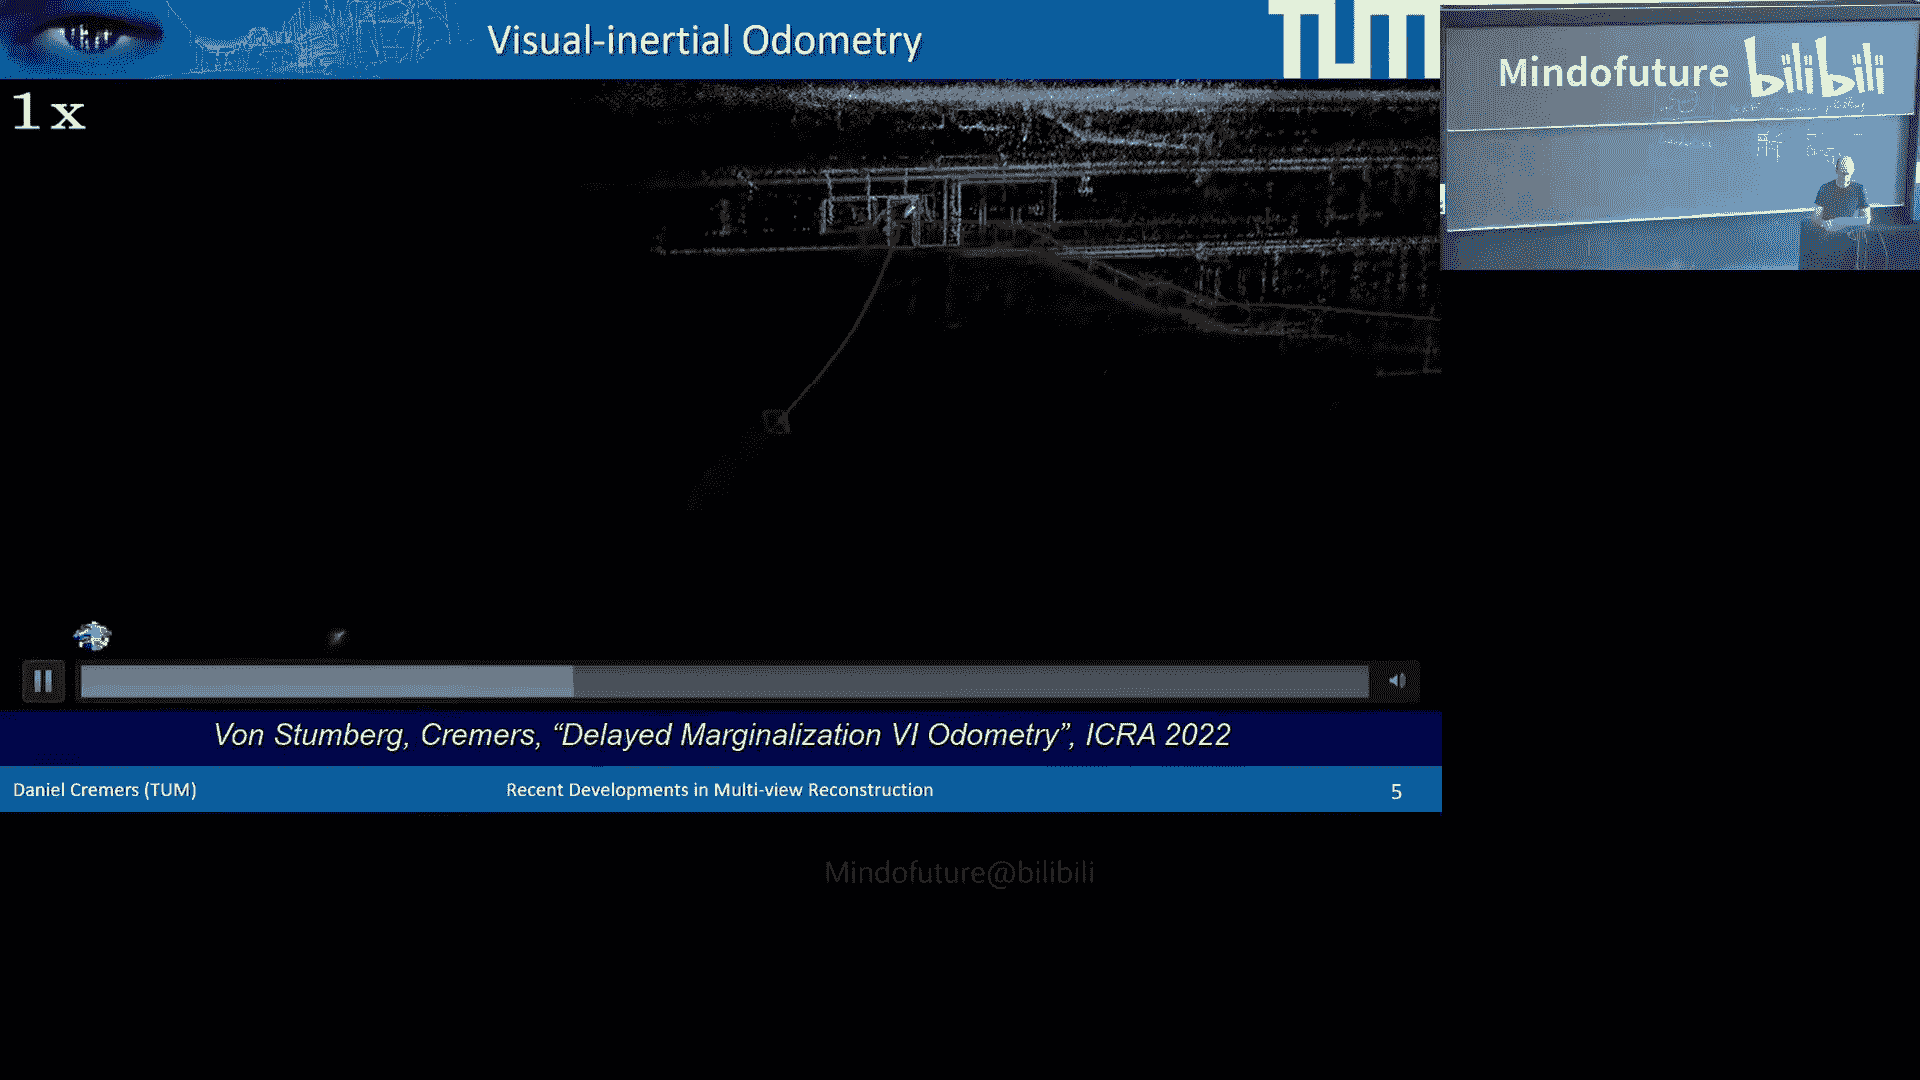 Visual-inertial Odometry
TUM
1x
Mindofuture bilibili
Von Stumberg, Cremers, “Delayed Marginalization VI Odometry”, ICRA 2022
Daniel Cremers (TUM)
Recent Developments in Multi-view Reconstruction
5
Mindofuture@bilibili